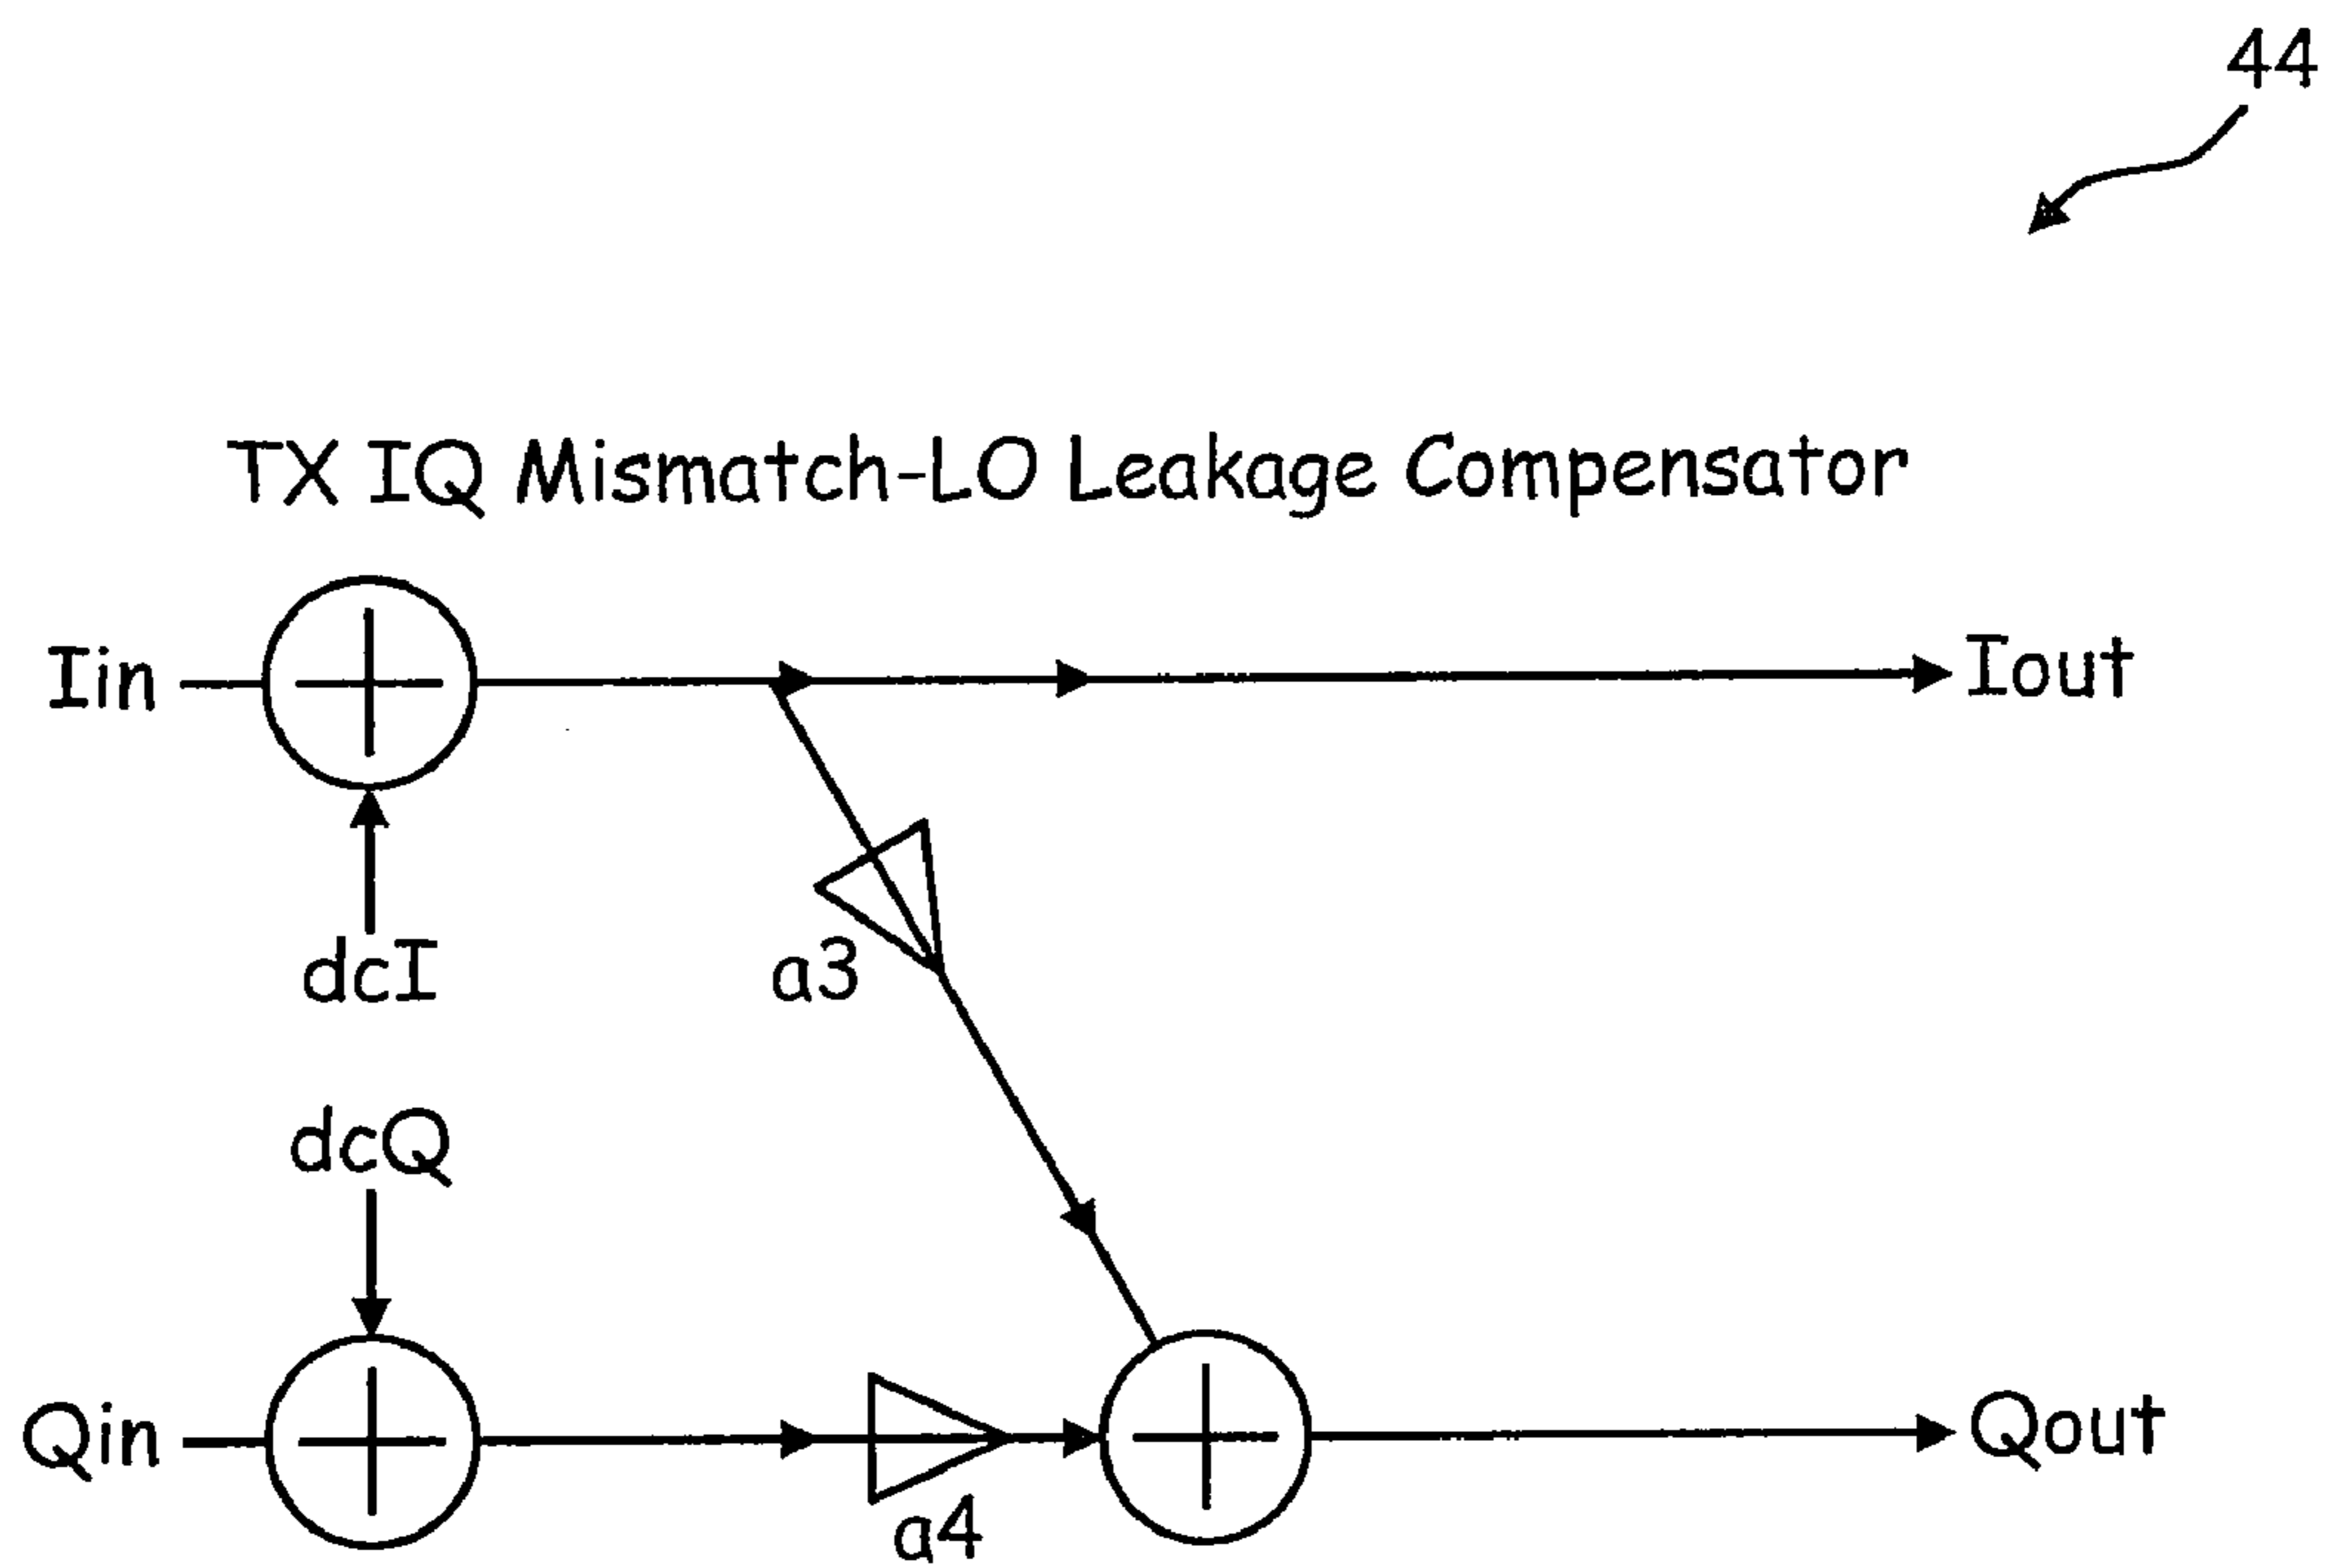 44
TX IQ Mismatch-LO Leakage Compensator
Iin
Iout
dcI
a3
dcQ
Qin
Qout
a4